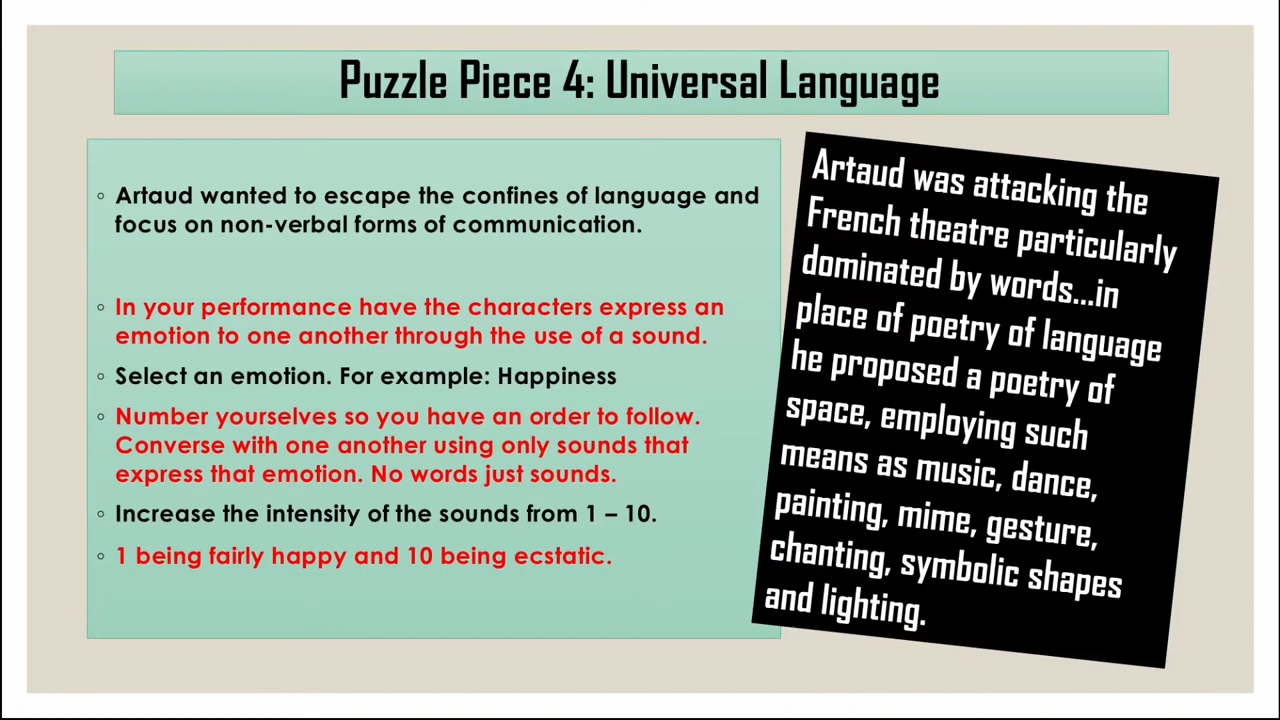 Puzzle Piece 4: Universal Language
◦ Artaud wanted to escape the confines of language and
focus on non-verbal forms of communication.
◦ In your performance have the characters express an
emotion to one another through the use of a sound.
◦ Select an emotion. For example: Happiness
◦ Number yourselves so you have an order to follow.
Converse with one another using only sounds that
express that emotion. No words just sounds.
◦ Increase the intensity of the sounds from 1 – 10.
◦ 1 being fairly happy and 10 being ecstatic.
Artaud was attacking the
French theatre particularly
dominated by words...in
place of poetry of language
he proposed a poetry of
space, employing such
means as music, dance,
painting, mime, gesture,
chanting, symbolic shapes
and lighting.